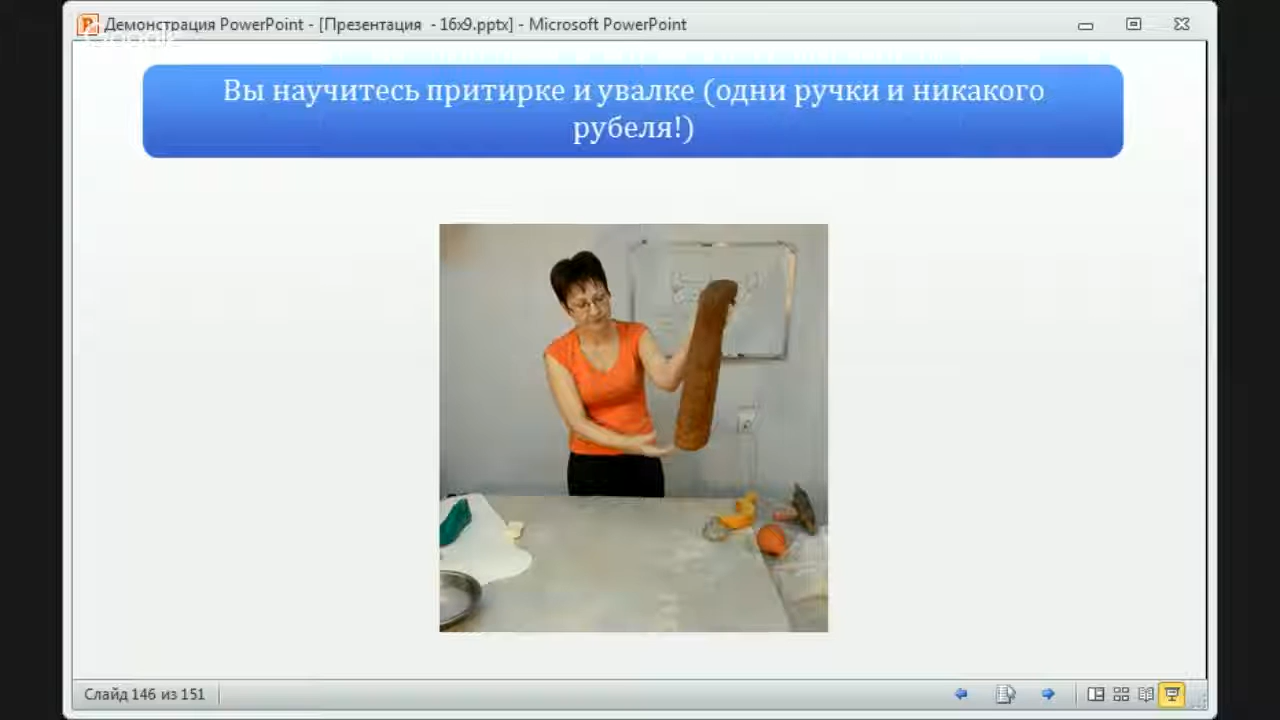 Демонстрация PowerPoint - [Презентация - 16x9.pptx] - Microsoft PowerPoint
Google
Вы научитесь притирке и увалке (одни ручки и никакого
рубеля!)
Слайд 146 из 151